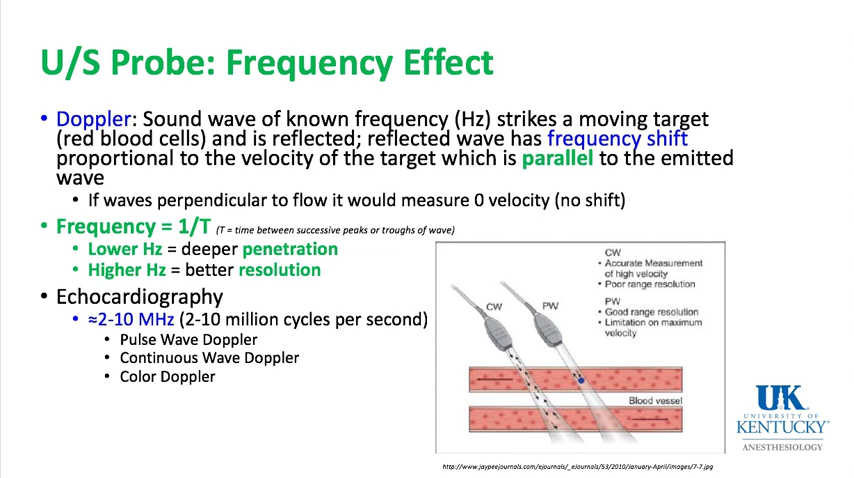 U/S Probe: Frequency Effect
• Doppler: Sound wave of known frequency (Hz) strikes a moving target
(red blood cells) and is reflected; reflected wave has frequency shift
proportional to the velocity of the target which is parallel to the emitted
wave
• If waves perpendicular to flow it would measure 0 velocity (no shift)
• Frequency = 1/T (T = time between successive peaks or troughs of wave)
• Lower Hz = deeper penetration
• Higher Hz = better resolution
• Echocardiography
• ≈2-10 MHz (2-10 million cycles per second)
• Pulse Wave Doppler
• Continuous Wave Doppler
• Color Doppler
CW
• Accurate Measurement
of high velocity
• Poor range resolution
PW
• Good range resolution
• Limitation on maximum
velocity
CW
PW
Blood vessel
UK
UNIVERSITY OF
KENTUCKY
ANESTHESIOLOGY
http://www.jaypeejournals.com/ejournals/_eJournals/53/2010/January-April/images/7-7.jpg